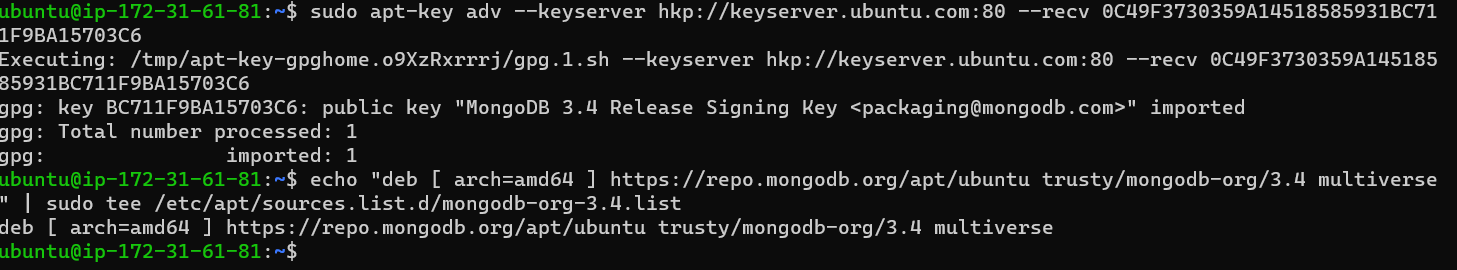 ubuntu@ip-172-31-61-81:~$ sudo apt-key adv --keyserver hkp://keyserver.ubuntu.com:80 --recv 0C49F3730359A14518585931BC71
1F9BA15703C6
Executing: /tmp/apt-key-gpghome.o9XzRxrrrj/gpg.1.sh --keyserver hkp://keyserver.ubuntu.com:80 --recv 0C49F3730359A145185
85931BC711F9BA15703C6
gpg: key BC711F9BA15703C6: public key "MongoDB 3.4 Release Signing Key <packaging@mongodb.com>" imported
gpg: Total number processed: 1
gpg:               imported: 1
ubuntu@ip-172-31-61-81:~$ echo "deb [ arch=amd64 ] https://repo.mongodb.org/apt/ubuntu trusty/mongodb-org/3.4 multiverse
" | sudo tee /etc/apt/sources.list.d/mongodb-org-3.4.list
deb [ arch=amd64 ] https://repo.mongodb.org/apt/ubuntu trusty/mongodb-org/3.4 multiverse
ubuntu@ip-172-31-61-81:~$